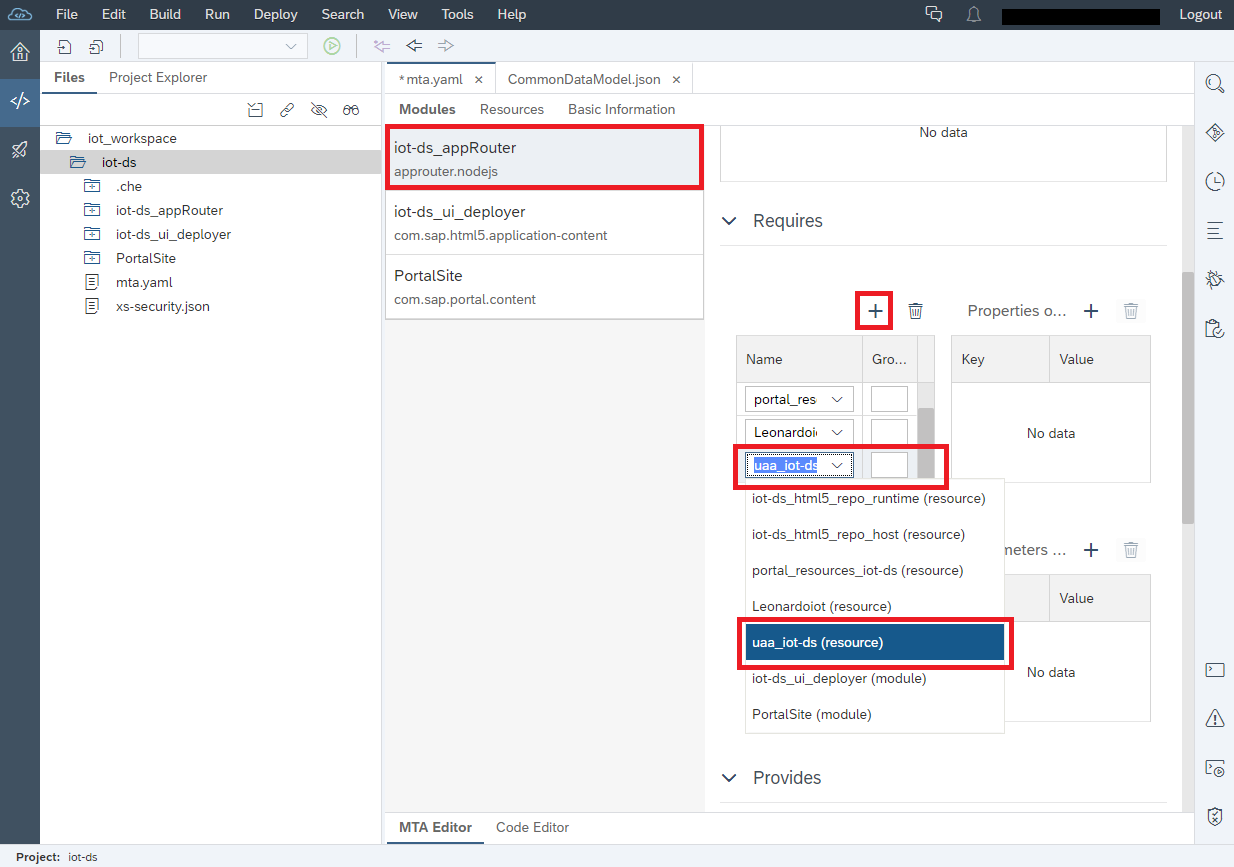 File Edit Build Run Deploy Search View Tools Help Logout
Files Project Explorer
*mta.yaml CommonDataModel.json
Modules Resources Basic Information
iot_workspace
iot-ds
.che
iot-ds_appRouter
iot-ds_ui_deployer
PortalSite
mta.yaml
xs-security.json
iot-ds_appRouter
approuter.nodejs
iot-ds_ui_deployer
com.sap.html5.application-content
PortalSite
com.sap.portal.content
No data
Requires
Properties o...
Name Gro... Key Value
portal_res
Leonardoi
No data
uaa_iot-ds
iot-ds_html5_repo_runtime (resource)
iot-ds_html5_repo_host (resource)
meters ...
portal_resources_iot-ds (resource)
Leonardoiot (resource)
Value
uaa_iot-ds (resource)
iot-ds_ui_deployer (module)
No data
PortalSite (module)
Provides
MTA Editor Code Editor
Project: iot-ds